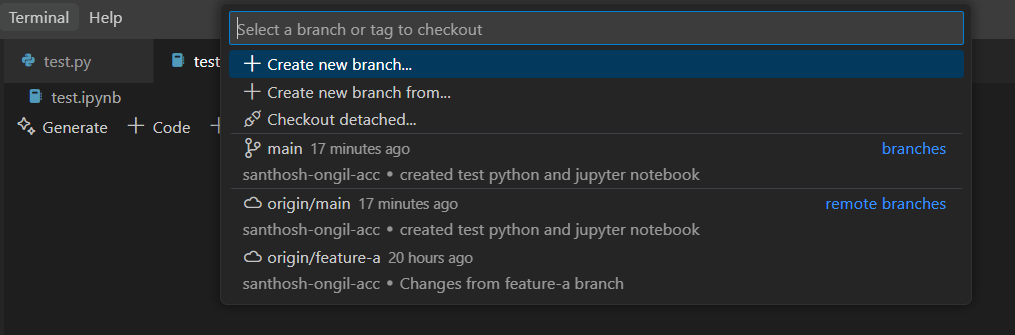 Terminal Help
Select a branch or tag to checkout
test.py test
Create new branch...
test.ipynb
Create new branch from...
Generate Code
Checkout detached...
main 17 minutes ago branches
santhosh-ongil-acc • created test python and jupyter notebook
origin/main 17 minutes ago remote branches
santhosh-ongil-acc • created test python and jupyter notebook
origin/feature-a 20 hours ago
santhosh-ongil-acc • Changes from feature-a branch